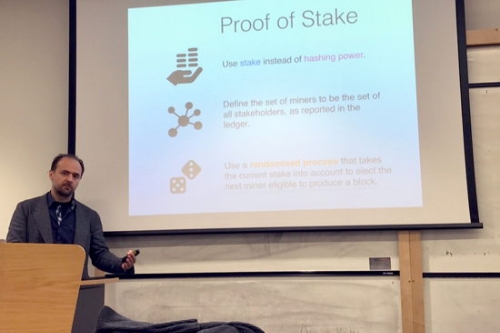 Proof of Stake
Use stake instead of hashing power.
Define the set of miners to be the set of
all stakeholders, as reported in the
ledger.
Use a randomised process that takes
the current stake into account to elect the
next miner eligible to produce a block.